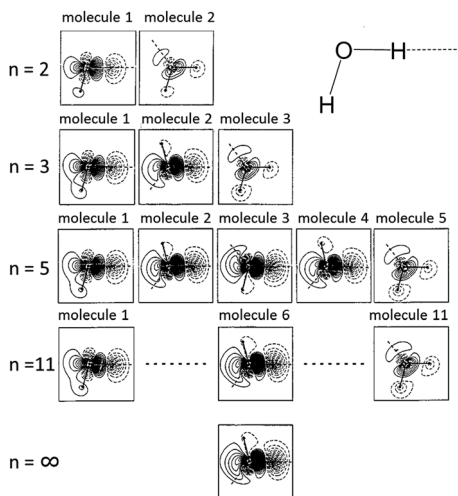 molecule 1 molecule 2
n = 2
O H
H
molecule 1 molecule 2 molecule 3
n = 3
molecule 1 molecule 2 molecule 3 molecule 4 molecule 5
n = 5
molecule 1 molecule 6 molecule 11
n = 11
n = ∞